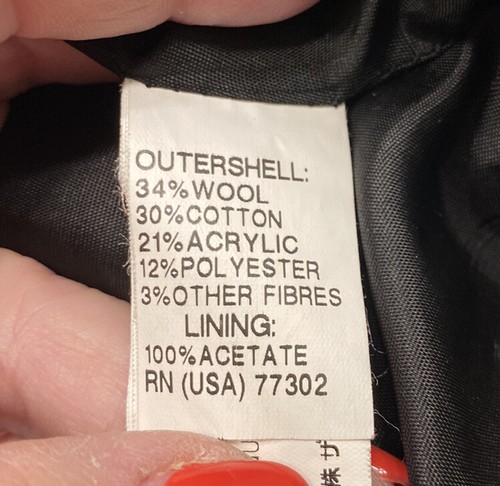 OUTERSHELL:
34%WOOL
30%COTTON
21%ACRYLIC
12%POLYESTER
3%OTHER FIBRES
LINING:
100%ACETATE
RN (USA) 77302